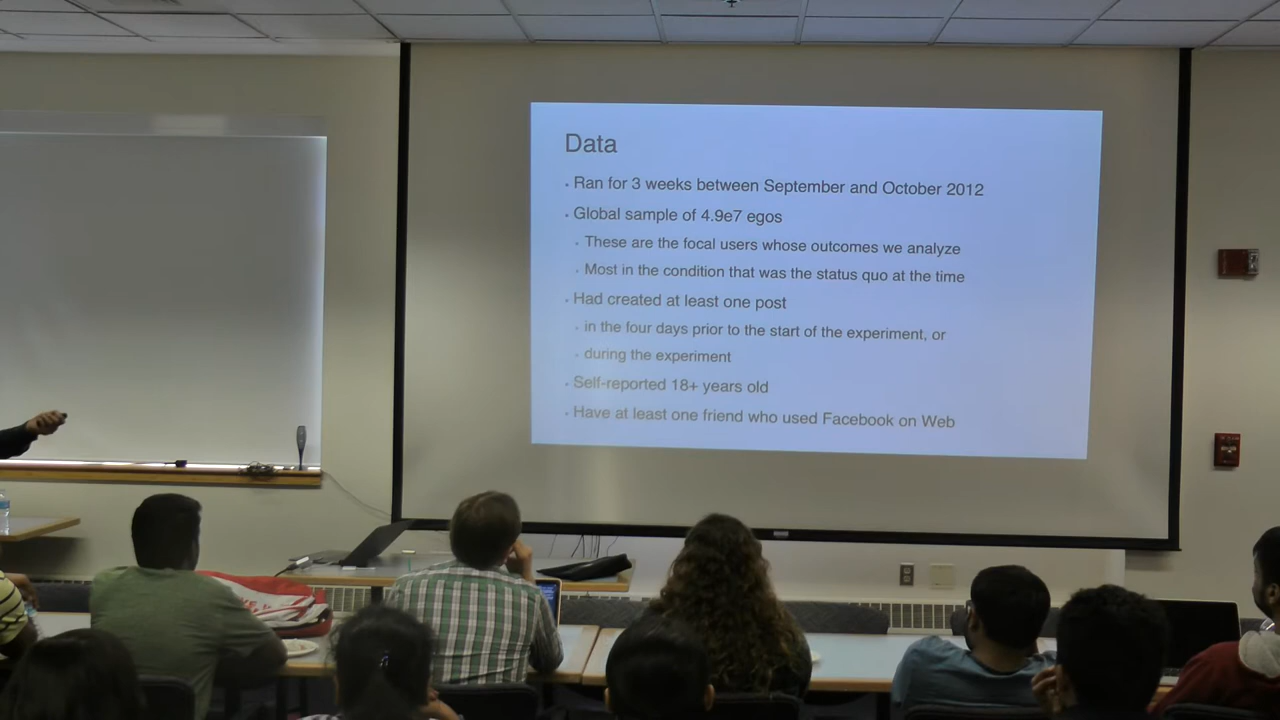 Data
Ran for 3 weeks between September and October 2012
Global sample of 4.9e7 egos
These are the focal users whose outcomes we analyze
Most in the condition that was the status quo at the time
Had created at least one post
in the four days prior to the start of the experiment, or
during the experiment
Self-reported 18+ years old
Have at least one friend who used Facebook on Web